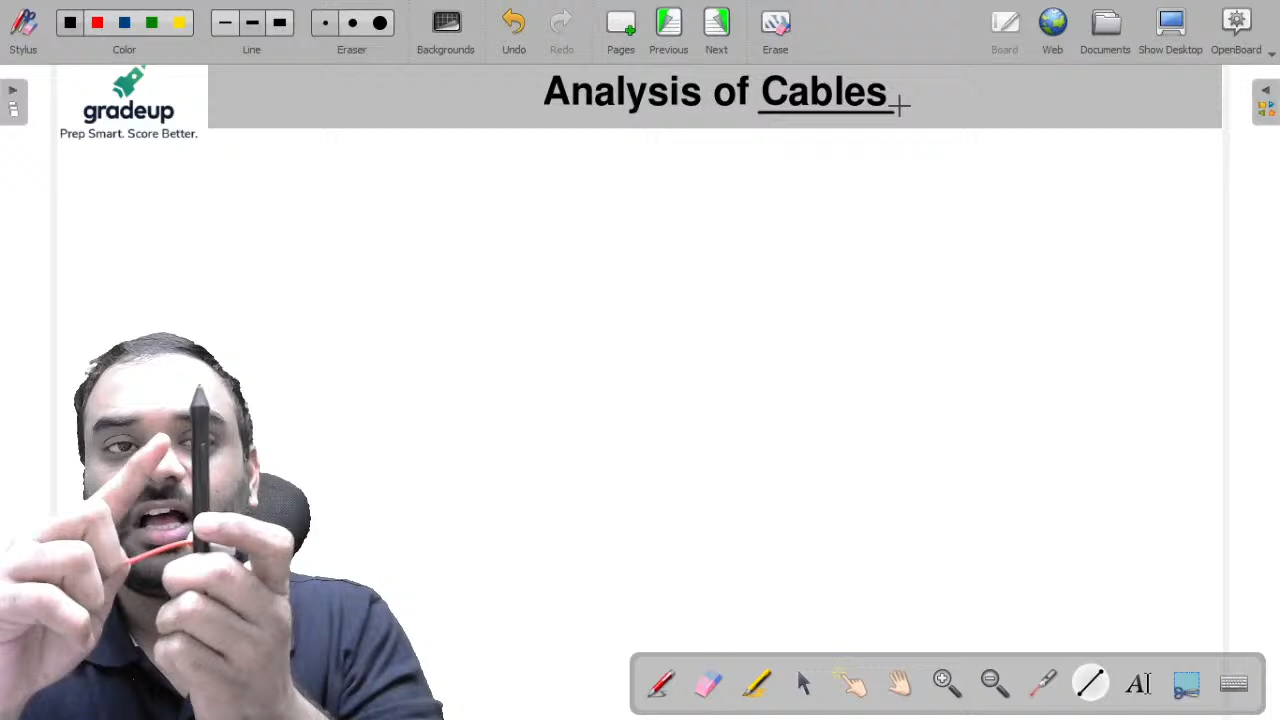 Stylus
Color
Line
Eraser
Backgrounds
Undo
Redo
Pages
Previous
Next
Erase
Board
Web
Documents
Show Desktop
OpenBoard
gradeup
Prep Smart. Score Better.
Analysis of Cables